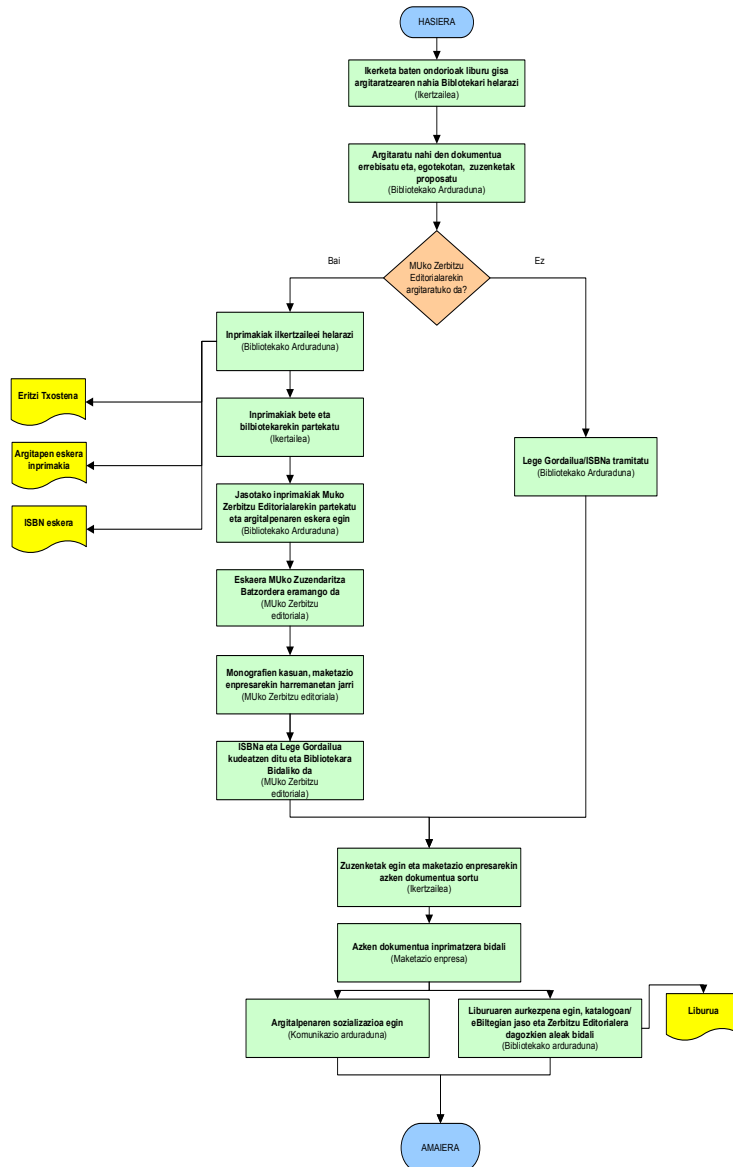 HASIERA
Ikerketa baten ondorioak liburu gisa
argitaratzearen nahia Biblotekari helarazi
(Ikertzailea)
Argitaratu nahi den dokumentua
errebisatu eta, egotekotan, zuzenketak
proposatu
(Bibliotekako Arduraduna)
Bai
MUko Zerbitzu
Editorialarekin
argitaratuko da?
Ez
Inprimakiak ilkertzaileei helarazi
(Bibliotekako Arduraduna)
Eritzi Txostena
Inprimakiak bete eta
bilbiotekarekin partekatu
(Ikertailea)
Argitapen eskera
inprimakia
Lege Gordailua/ISBNa tramitatu
(Bibliotekako Arduraduna)
Jasotako inprimakiak Muko
Zerbitzu Editorialarekin partekatu
eta argitalpenaren eskera egin
(Bibliotekako Arduraduna)
ISBN eskera
Eskaera MUko Zuzendaritza
Batzordera eramango da
(MUko Zerbitzu
editoriala)
Monografien kasuan, maketazio
enpresarekin harremanetan jarri
(MUko Zerbitzu editoriala)
ISBNa eta Lege Gordailua
kudeatzen ditu eta Bibliotekara
Bidaliko da
(MUko Zerbitzu
editoriala)
Zuzenketak egin eta maketazio enpresarekin
azken dokumentua sortu
(Ikertzailea)
Azken dokumentua inprimatzera bidali
(Maketazio enpresa)
Argitalpenaren sozializazioa egin
(Komunikazio arduraduna)
Liburuaren aurkezpena egin, katalogoan/
eBiltegian jaso eta Zerbitzu Editorialera
dagozkien aleak bidali
(Bibliotekako arduraduna)
Liburua
AMAIERA